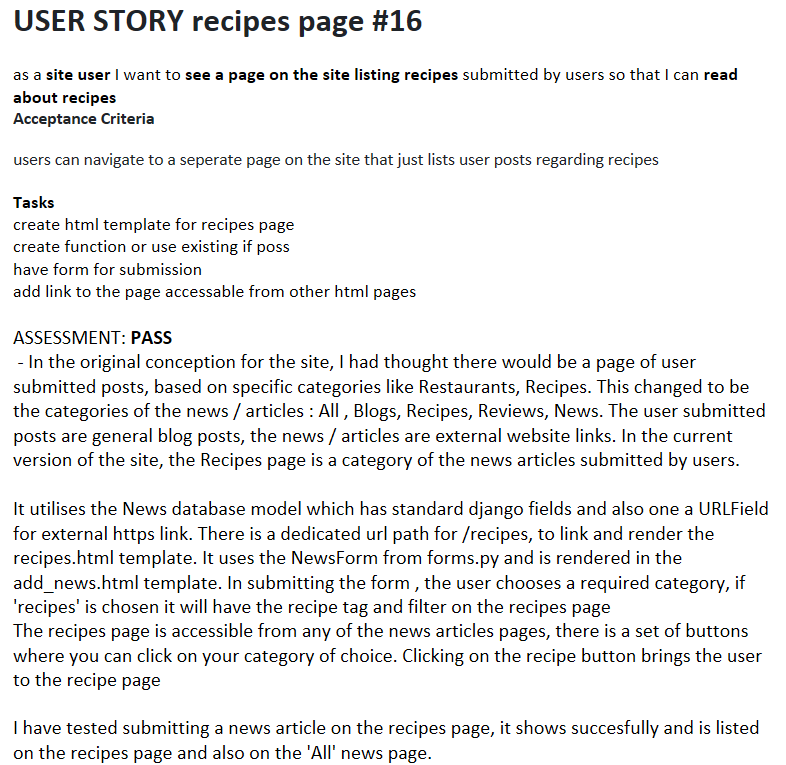 USER STORY recipes page #16
as a site user I want to see a page on the site listing recipes submitted by users so that I can read
about recipes
Acceptance Criteria
users can navigate to a seperate page on the site that just lists user posts regarding recipes
Tasks
create html template for recipes page
create function or use existing if poss
have form for submission
add link to the page accessable from other html pages
ASSESSMENT: PASS
- In the original conception for the site, I had thought there would be a page of user
submitted posts, based on specific categories like Restaurants, Recipes. This changed to be
the categories of the news / articles : All , Blogs, Recipes, Reviews, News. The user submitted
posts are general blog posts, the news / articles are external website links. In the current
version of the site, the Recipes page is a category of the news articles submitted by users.
It utilises the News database model which has standard django fields and also one a URLField
for external https link. There is a dedicated url path for /recipes, to link and render the
recipes.html template. It uses the NewsForm from forms.py and is rendered in the
add_news.html template. In submitting the form , the user chooses a required category, if
'recipes' is chosen it will have the recipe tag and filter on the recipes page
The recipes page is accessible from any of the news articles pages, there is a set of buttons
where you can click on your category of choice. Clicking on the recipe button brings the user
to the recipe page
I have tested submitting a news article on the recipes page, it shows succesfully and is listed
on the recipes page and also on the 'All' news page.